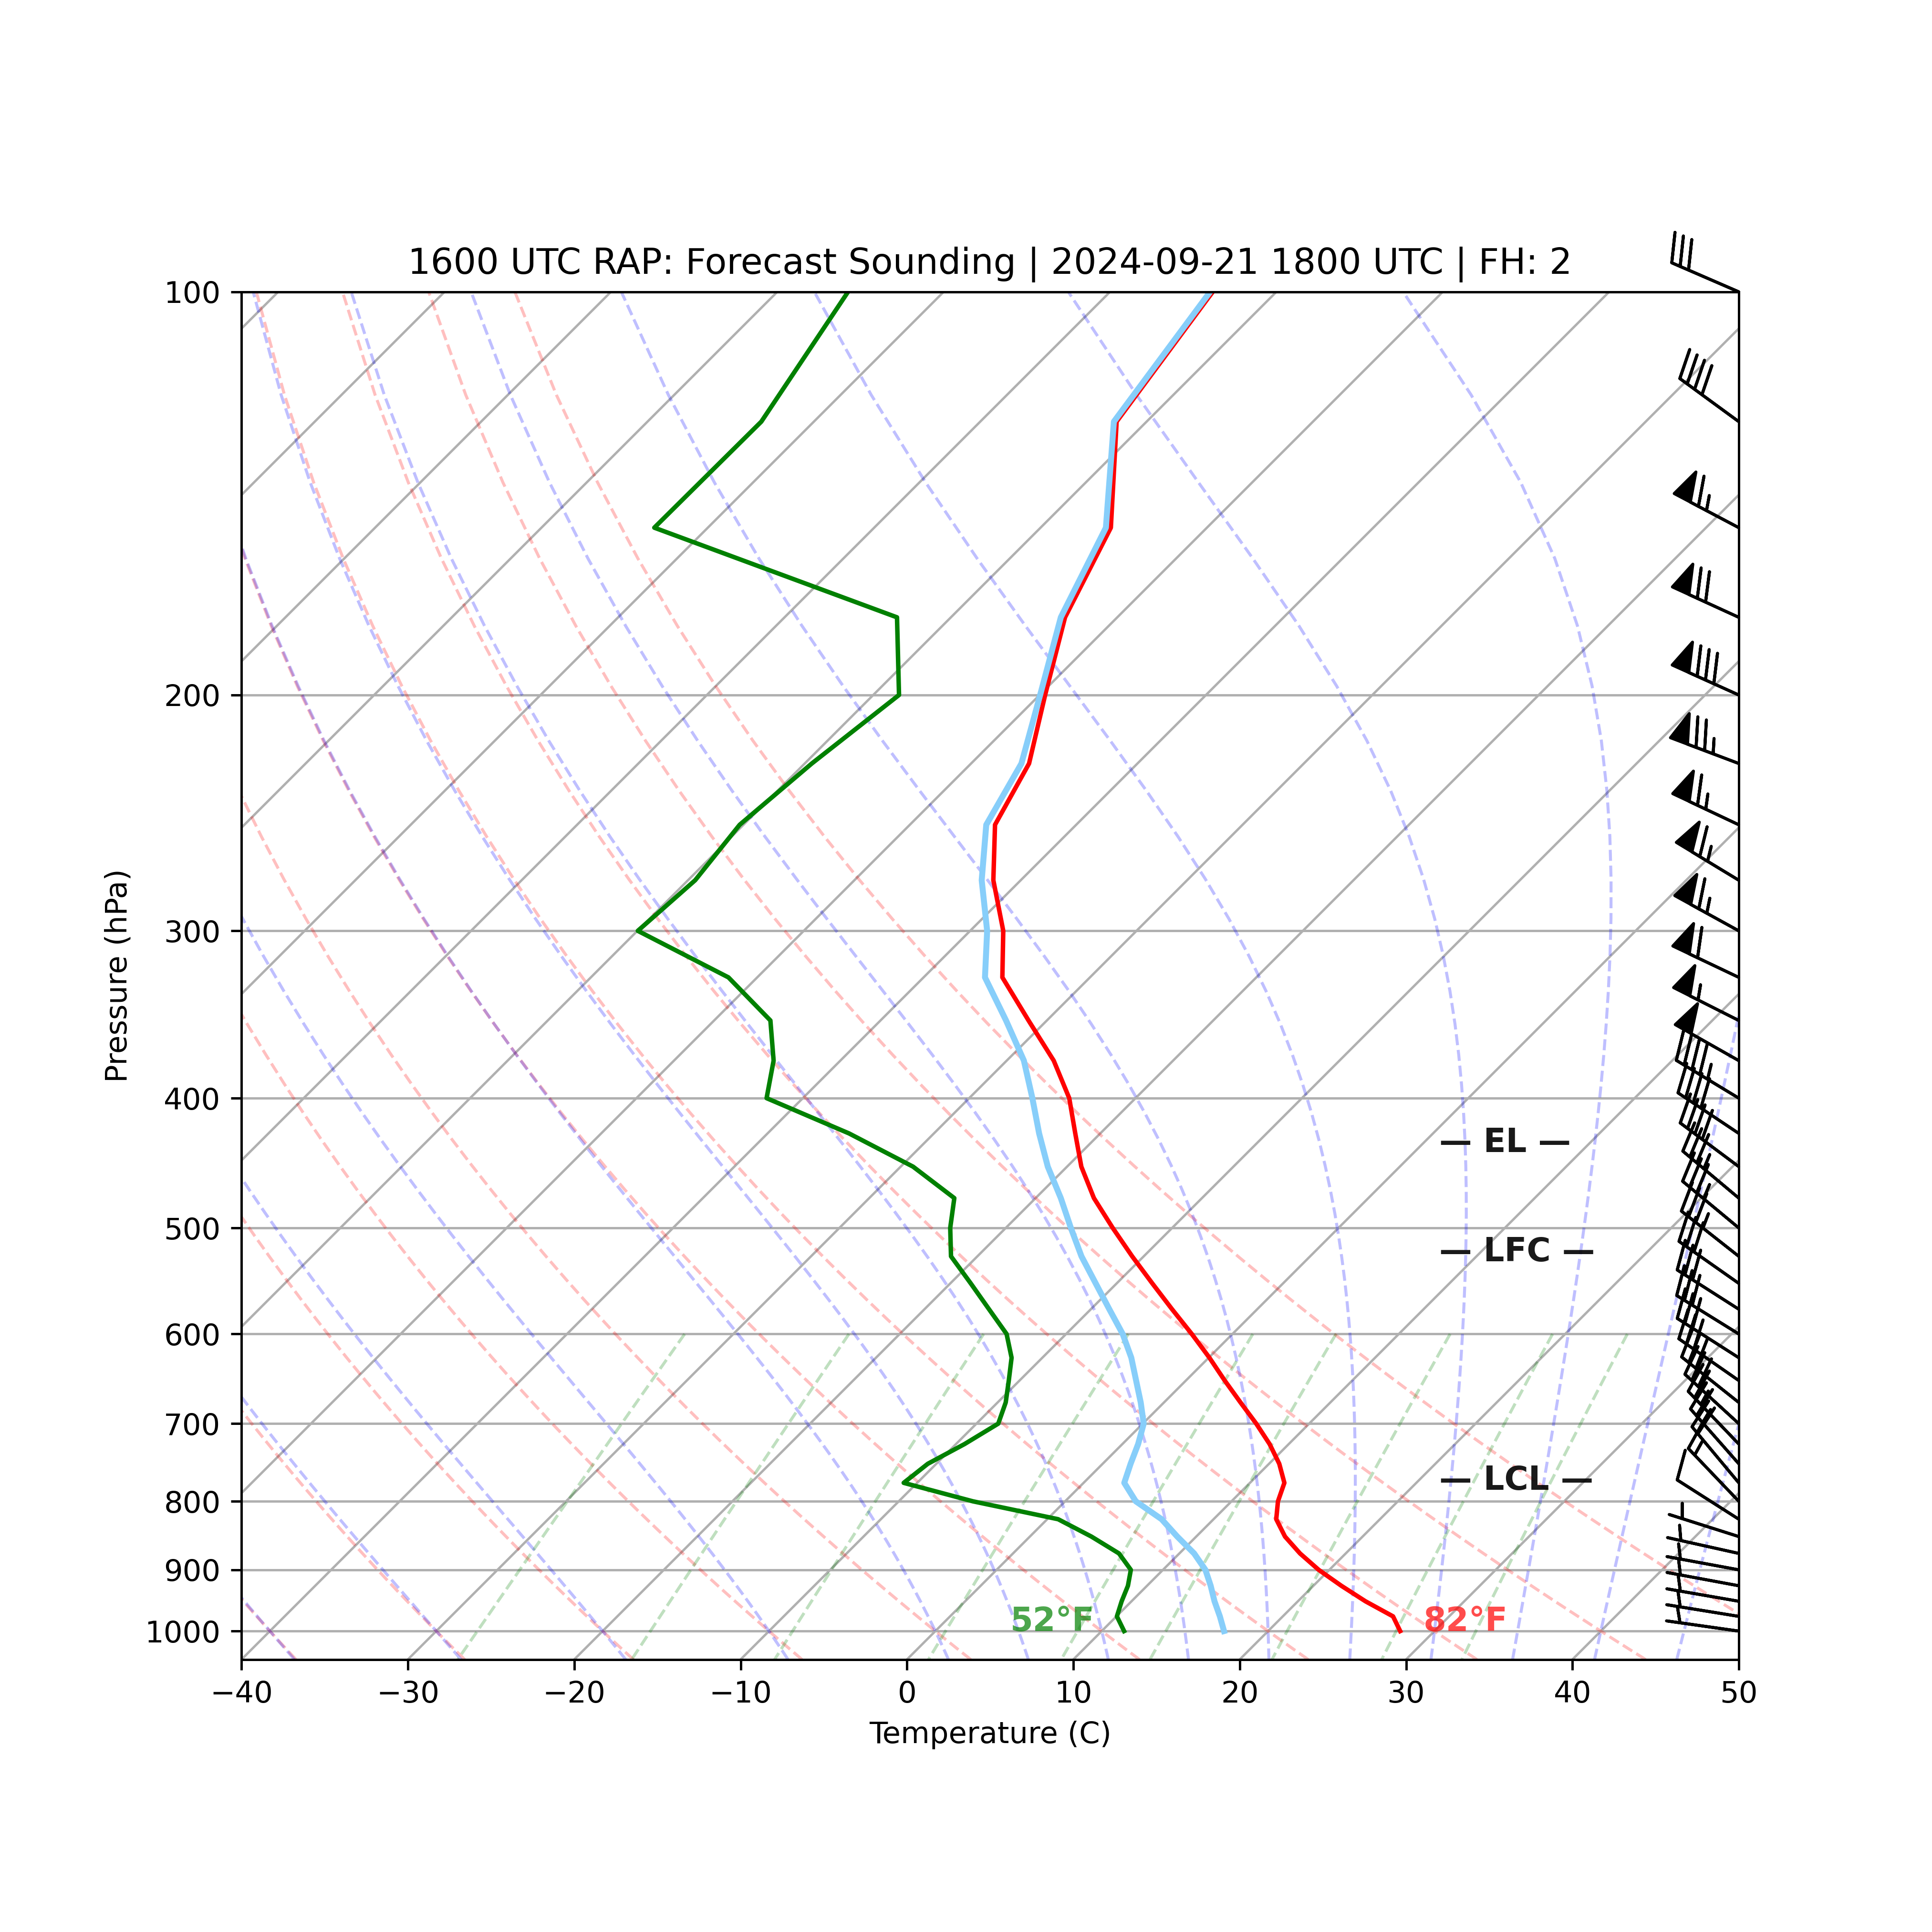 1600 UTC RAP: Forecast Sounding | 2024-09-21 1800 UTC | FH: 2
100
200
300
400
500
600
700
800
900
1000
Pressure (hPa)
— EL —
— LFC —
— LCL —
52°F
82°F
−40 −30 −20 −10 0 10 20 30 40 50
Temperature (C)